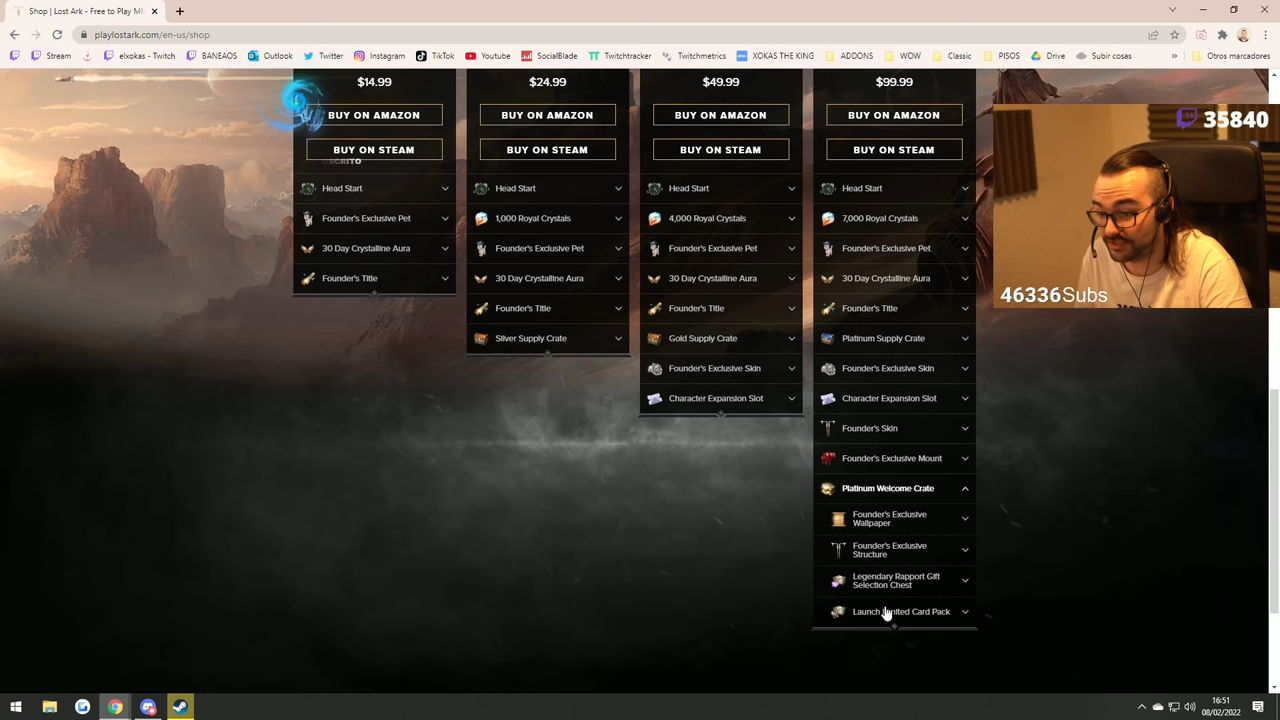 Shop | Lost Ark - Free to Play MM
playlostark.com/en-us/shop
Stream
elxokas - Twitch
BANEAOS
Outlook
Twitter
Instagram
TikTok
Youtube
SocialBlade
Twitchtracker
Twitchmetrics
XOKAS THE KING
ADDONS
WOW
Classic
PISOS
Drive
Subir cosas
»
Otros marcadores
$14.99
$24.99
$49.99
$99.99
BUY ON AMAZON
BUY ON AMAZON
BUY ON AMAZON
BUY ON AMAZON
BUY ON STEAM
BUY ON STEAM
BUY ON STEAM
BUY ON STEAM
Head Start
Founder's Exclusive Pet
30 Day Crystalline Aura
Founder's Title
Head Start
1,000 Royal Crystals
Founder's Exclusive Pet
30 Day Crystalline Aura
Founder's Title
Silver Supply Crate
Head Start
4,000 Royal Crystals
Founder's Exclusive Pet
30 Day Crystalline Aura
Founder's Title
Gold Supply Crate
Founder's Exclusive Skin
Character Expansion Slot
Head Start
7,000 Royal Crystals
Founder's Exclusive Pet
30 Day Crystalline Aura
Founder's Title
Platinum Supply Crate
Founder's Exclusive Skin
Character Expansion Slot
Founder's Skin
Founder's Exclusive Mount
Platinum Welcome Crate
Founder's Exclusive
Wallpaper
Founder's Exclusive
Structure
Legendary Rapport Gift
Selection Chest
Launch Limited Card Pack
35840
46336Subs
16:51
08/02/2022